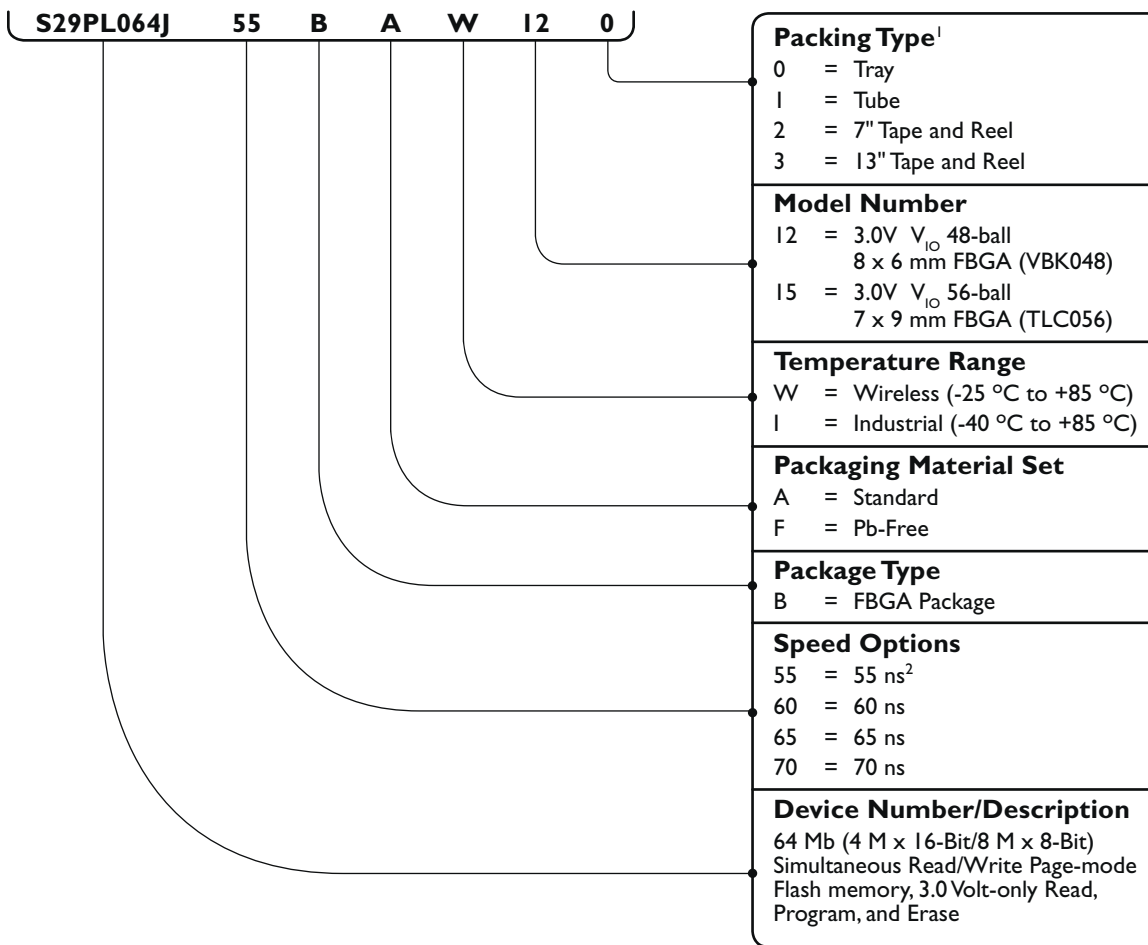 S29PL064J 55 B A W 12 0
Packing Type¹
0 = Tray
1 = Tube
2 = 7" Tape and Reel
3 = 13" Tape and Reel
Model Number
12 = 3.0V V_IO 48-ball
8 x 6 mm FBGA (VBK048)
15 = 3.0V V_IO 56-ball
7 x 9 mm FBGA (TLC056)
Temperature Range
W = Wireless (-25 °C to +85 °C)
I = Industrial (-40 °C to +85 °C)
Packaging Material Set
A = Standard
F = Pb-Free
Package Type
B = FBGA Package
Speed Options
55 = 55 ns²
60 = 60 ns
65 = 65 ns
70 = 70 ns
Device Number/Description
64 Mb (4 M x 16-Bit/8 M x 8-Bit)
Simultaneous Read/Write Page-mode
Flash memory, 3.0 Volt-only Read,
Program, and Erase